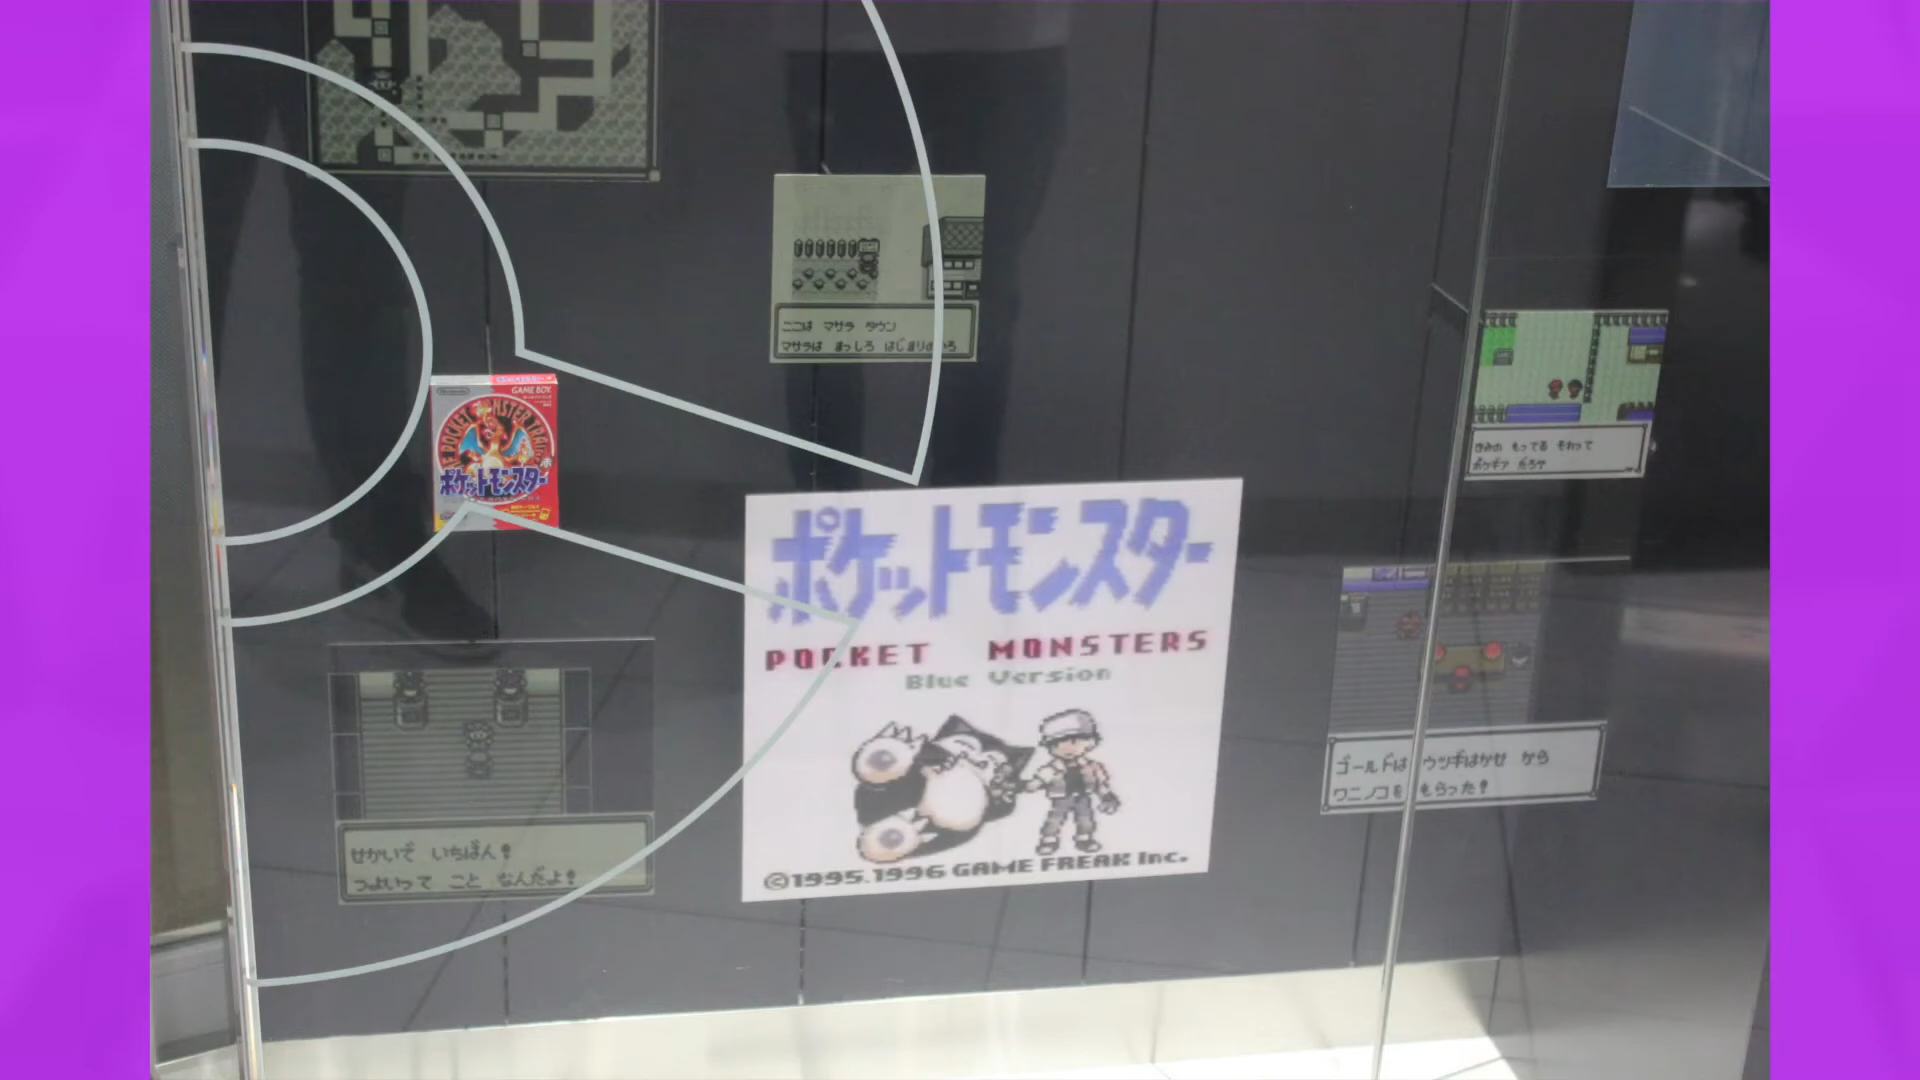 ここは マサラ タウン
マサラは まっしろ はじまりのいろ
Nintendo
GAME BOY
ポケットモンスター
きみの もってる それって
ポケギア だろ?
ポケットモンスター
POCKET MONSTERS
Blue Version
©1995.1996 GAME FREAK Inc.
ゴールドは ウツギはかせ から
ワニノコを もらった!
せかいで いちばん!
つよいって こと なんだよ!